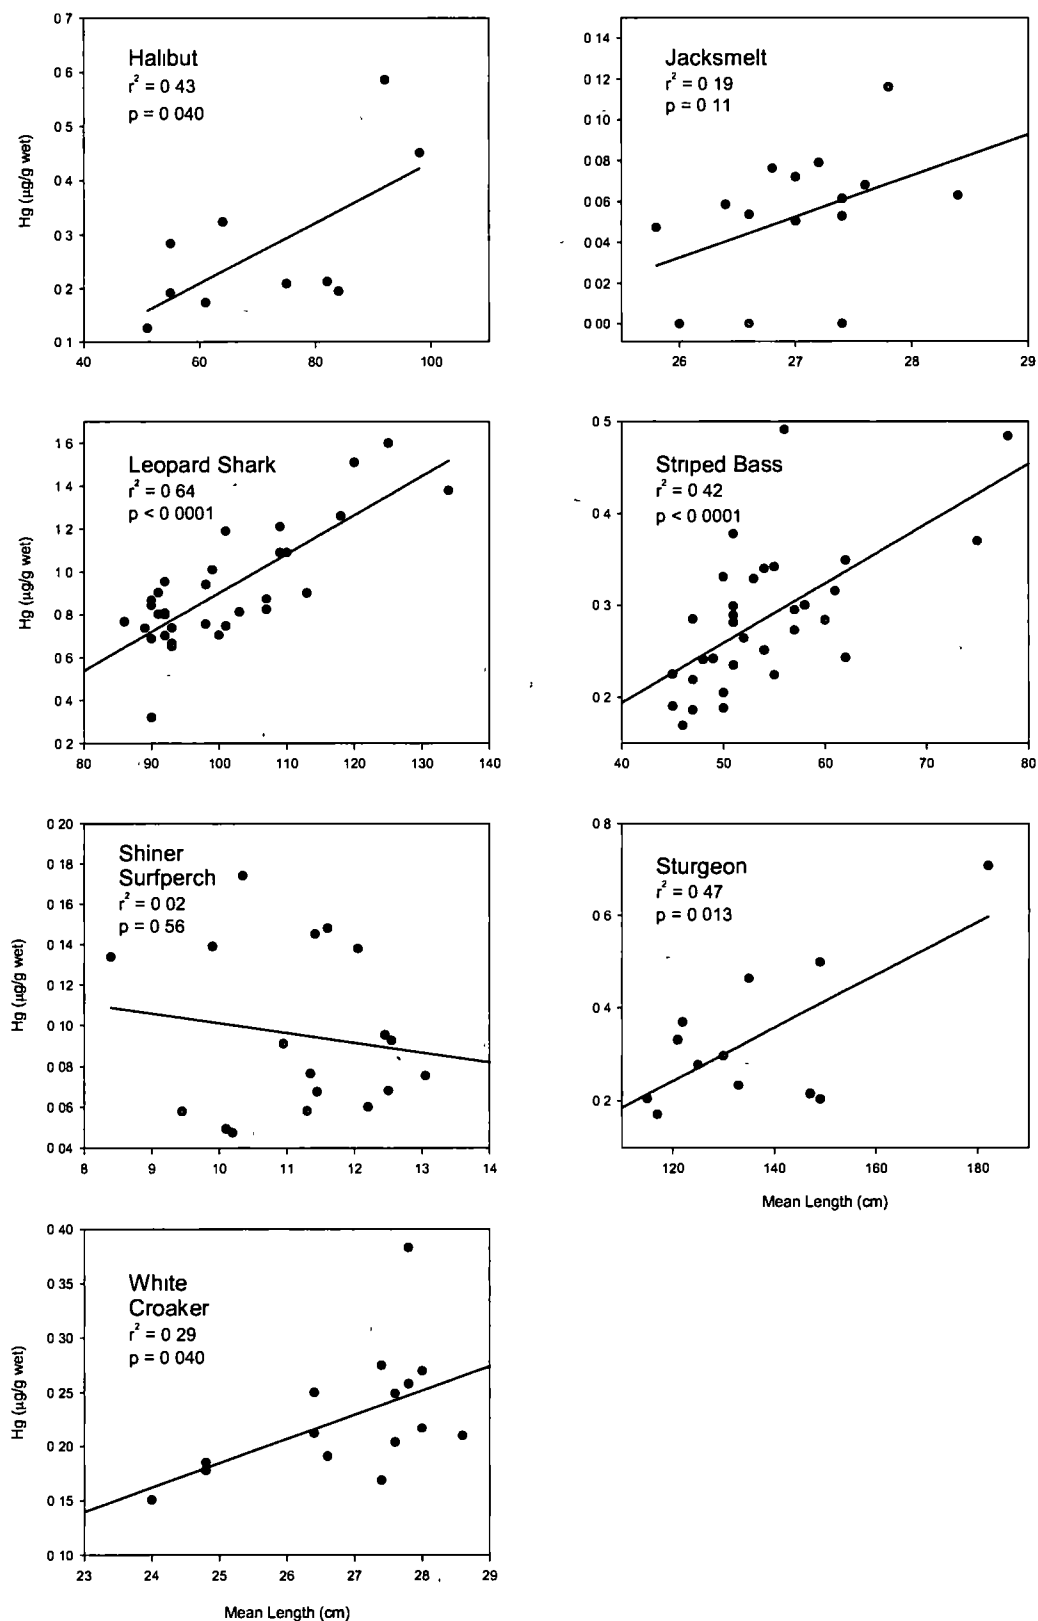 Halibut
r² = 0 43
p = 0 040
Hg (µg/g wet)
0 7
0 6
0 5
0 4
0 3
0 2
0 1
40 60 80 100
Jacksmelt
r² = 0 19
p = 0 11
0 14
0 12
0 10
0 08
0 06
0 04
0 02
0 00
26 27 28 29
Leopard Shark
r² = 0 64
p < 0 0001
Hg (µg/g wet)
1 6
1 4
1 2
1 0
0 8
0 6
0 4
0 2
80 90 100 110 120 130 140
Striped Bass
r² = 0 42
p < 0 0001
0 5
0 4
0 3
0 2
40 50 60 70 80
Shiner
Surfperch
r² = 0 02
p = 0 56
Hg (µg/g wet)
0 20
0 18
0 16
0 14
0 12
0 10
0 08
0 06
0 04
8 9 10 11 12 13 14
Sturgeon
r² = 0 47
p = 0 013
0 8
0 6
0 4
0 2
120 140 160 180
Mean Length (cm)
White
Croaker
r² = 0 29
p = 0 040
Hg (µg/g wet)
0 40
0 35
0 30
0 25
0 20
0 15
0 10
23 24 25 26 27 28 29
Mean Length (cm)